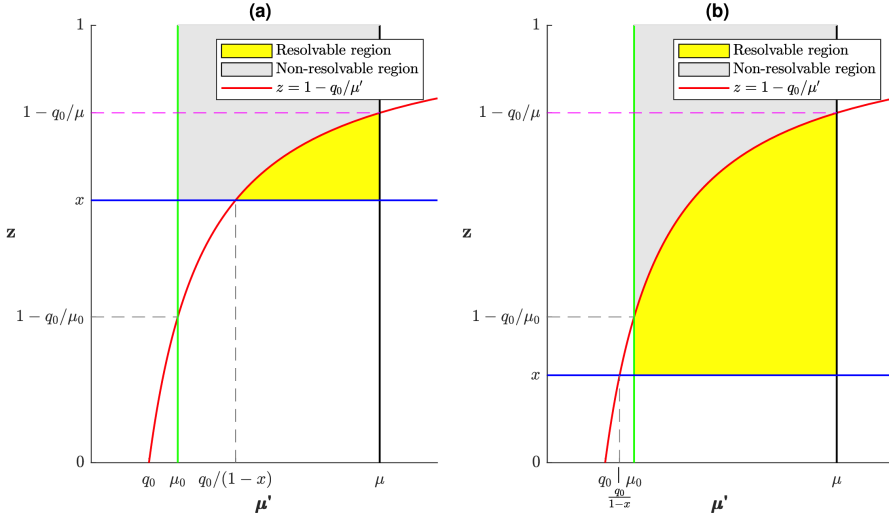 (a)
1
Resolvable region
Non-resolvable region
z = 1 − q₀/μ′
1 − q₀/μ
x
z
1 − q₀/μ₀
0
q₀ μ₀ q₀/(1 − x) μ
μ'
(b)
1
Resolvable region
Non-resolvable region
z = 1 − q₀/μ′
1 − q₀/μ
z
1 − q₀/μ₀
x
0
q₀ μ₀ μ
q₀
1−x
μ'